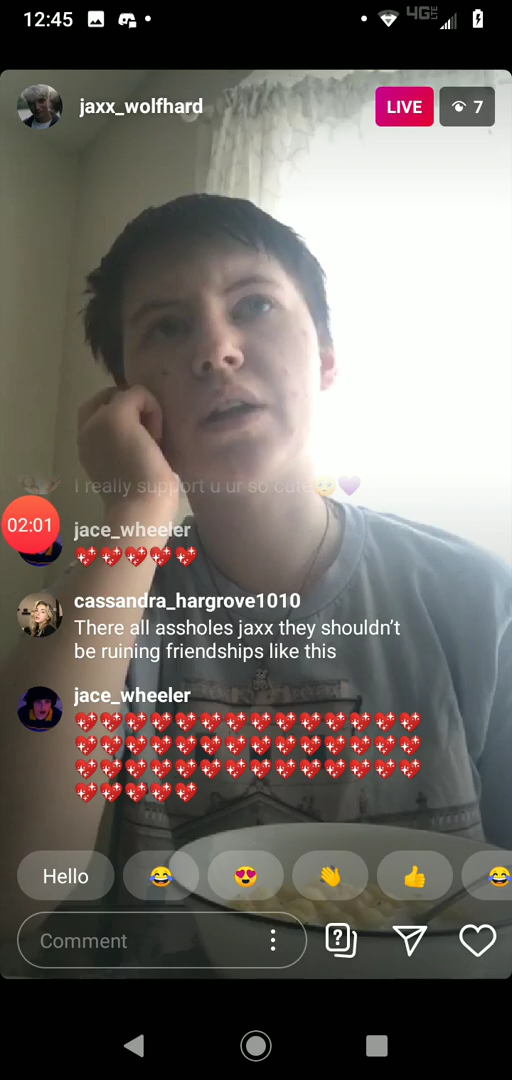 12:45
4G LTE
jaxx_wolfhard
LIVE
7
I really support u ur so cute🥺💜
02:01
jace_wheeler
💖💖💖💖💖
cassandra_hargrove1010
There all assholes jaxx they shouldn’t
be ruining friendships like this
jace_wheeler
💖💖💖💖💖💖💖💖💖💖💖💖💖💖
💖💖💖💖💖💖💖💖💖💖💖💖💖💖
💖💖💖💖💖💖💖💖💖💖💖💖💖💖
💖💖💖💖💖
Hello 😂 😍 👋 👍 😂
Comment